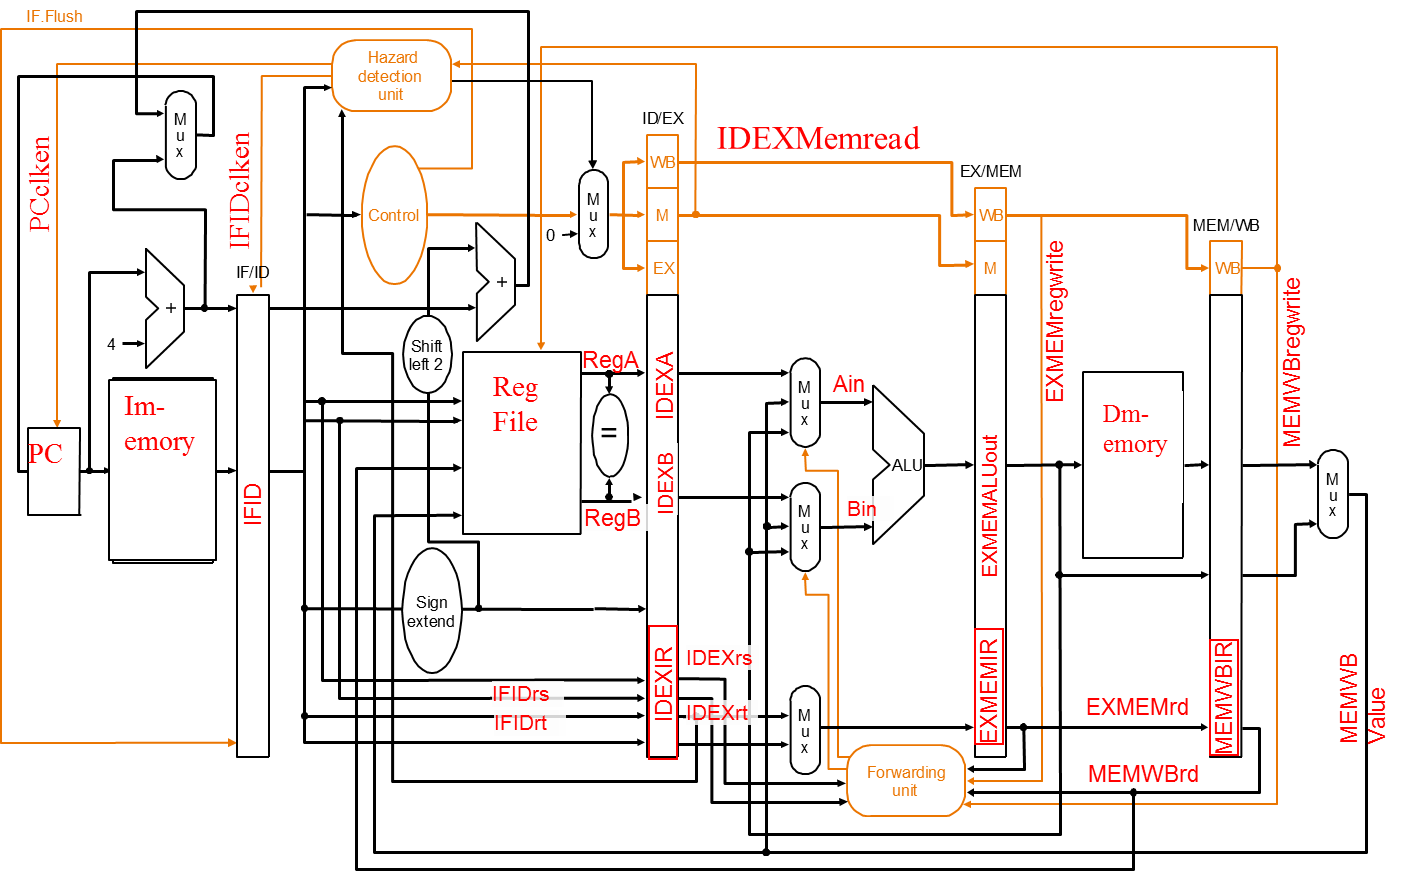 IF.Flush
Hazard
detection
unit
M
u
x
PCclken
IFIDclken
ID/EX
IDEXMemread
WB
EX/MEM
Control
M
u
x
0
M
WB
MEM/WB
IF/ID
EX
M
WB
+
+
4
EXMEMregwrite
MEMWBregwrite
Shift
left 2
RegA
Im-
emory
Reg
File
IDEXA
M
u
x
Ain
Dm-
emory
PC
=
ALU
IFID
IDEXB
RegB
M
u
x
Bin
EXMEMALUout
M
u
x
Sign
extend
IDEXIR
IDEXrs
EXMEMIR
MEMWBIR
IFIDrs
IFIDrt
IDEXrt
M
u
x
EXMEMrd
MEMWB
Value
Forwarding
unit
MEMWBrd